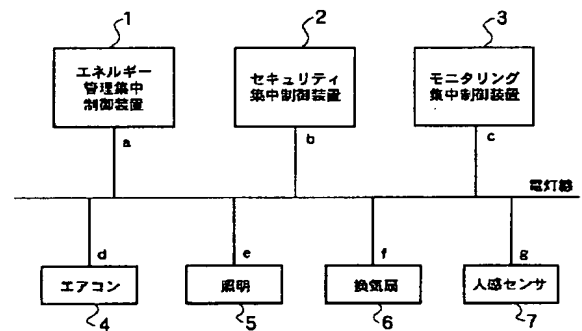 1
2
3
エネルギー
管理集中
制御装置
セキュリティ
集中制御装置
モニタリング
集中制御装置
a
b
c
電灯線
d
e
f
g
エアコン
照明
換気扇
人感センサ
4
5
6
7